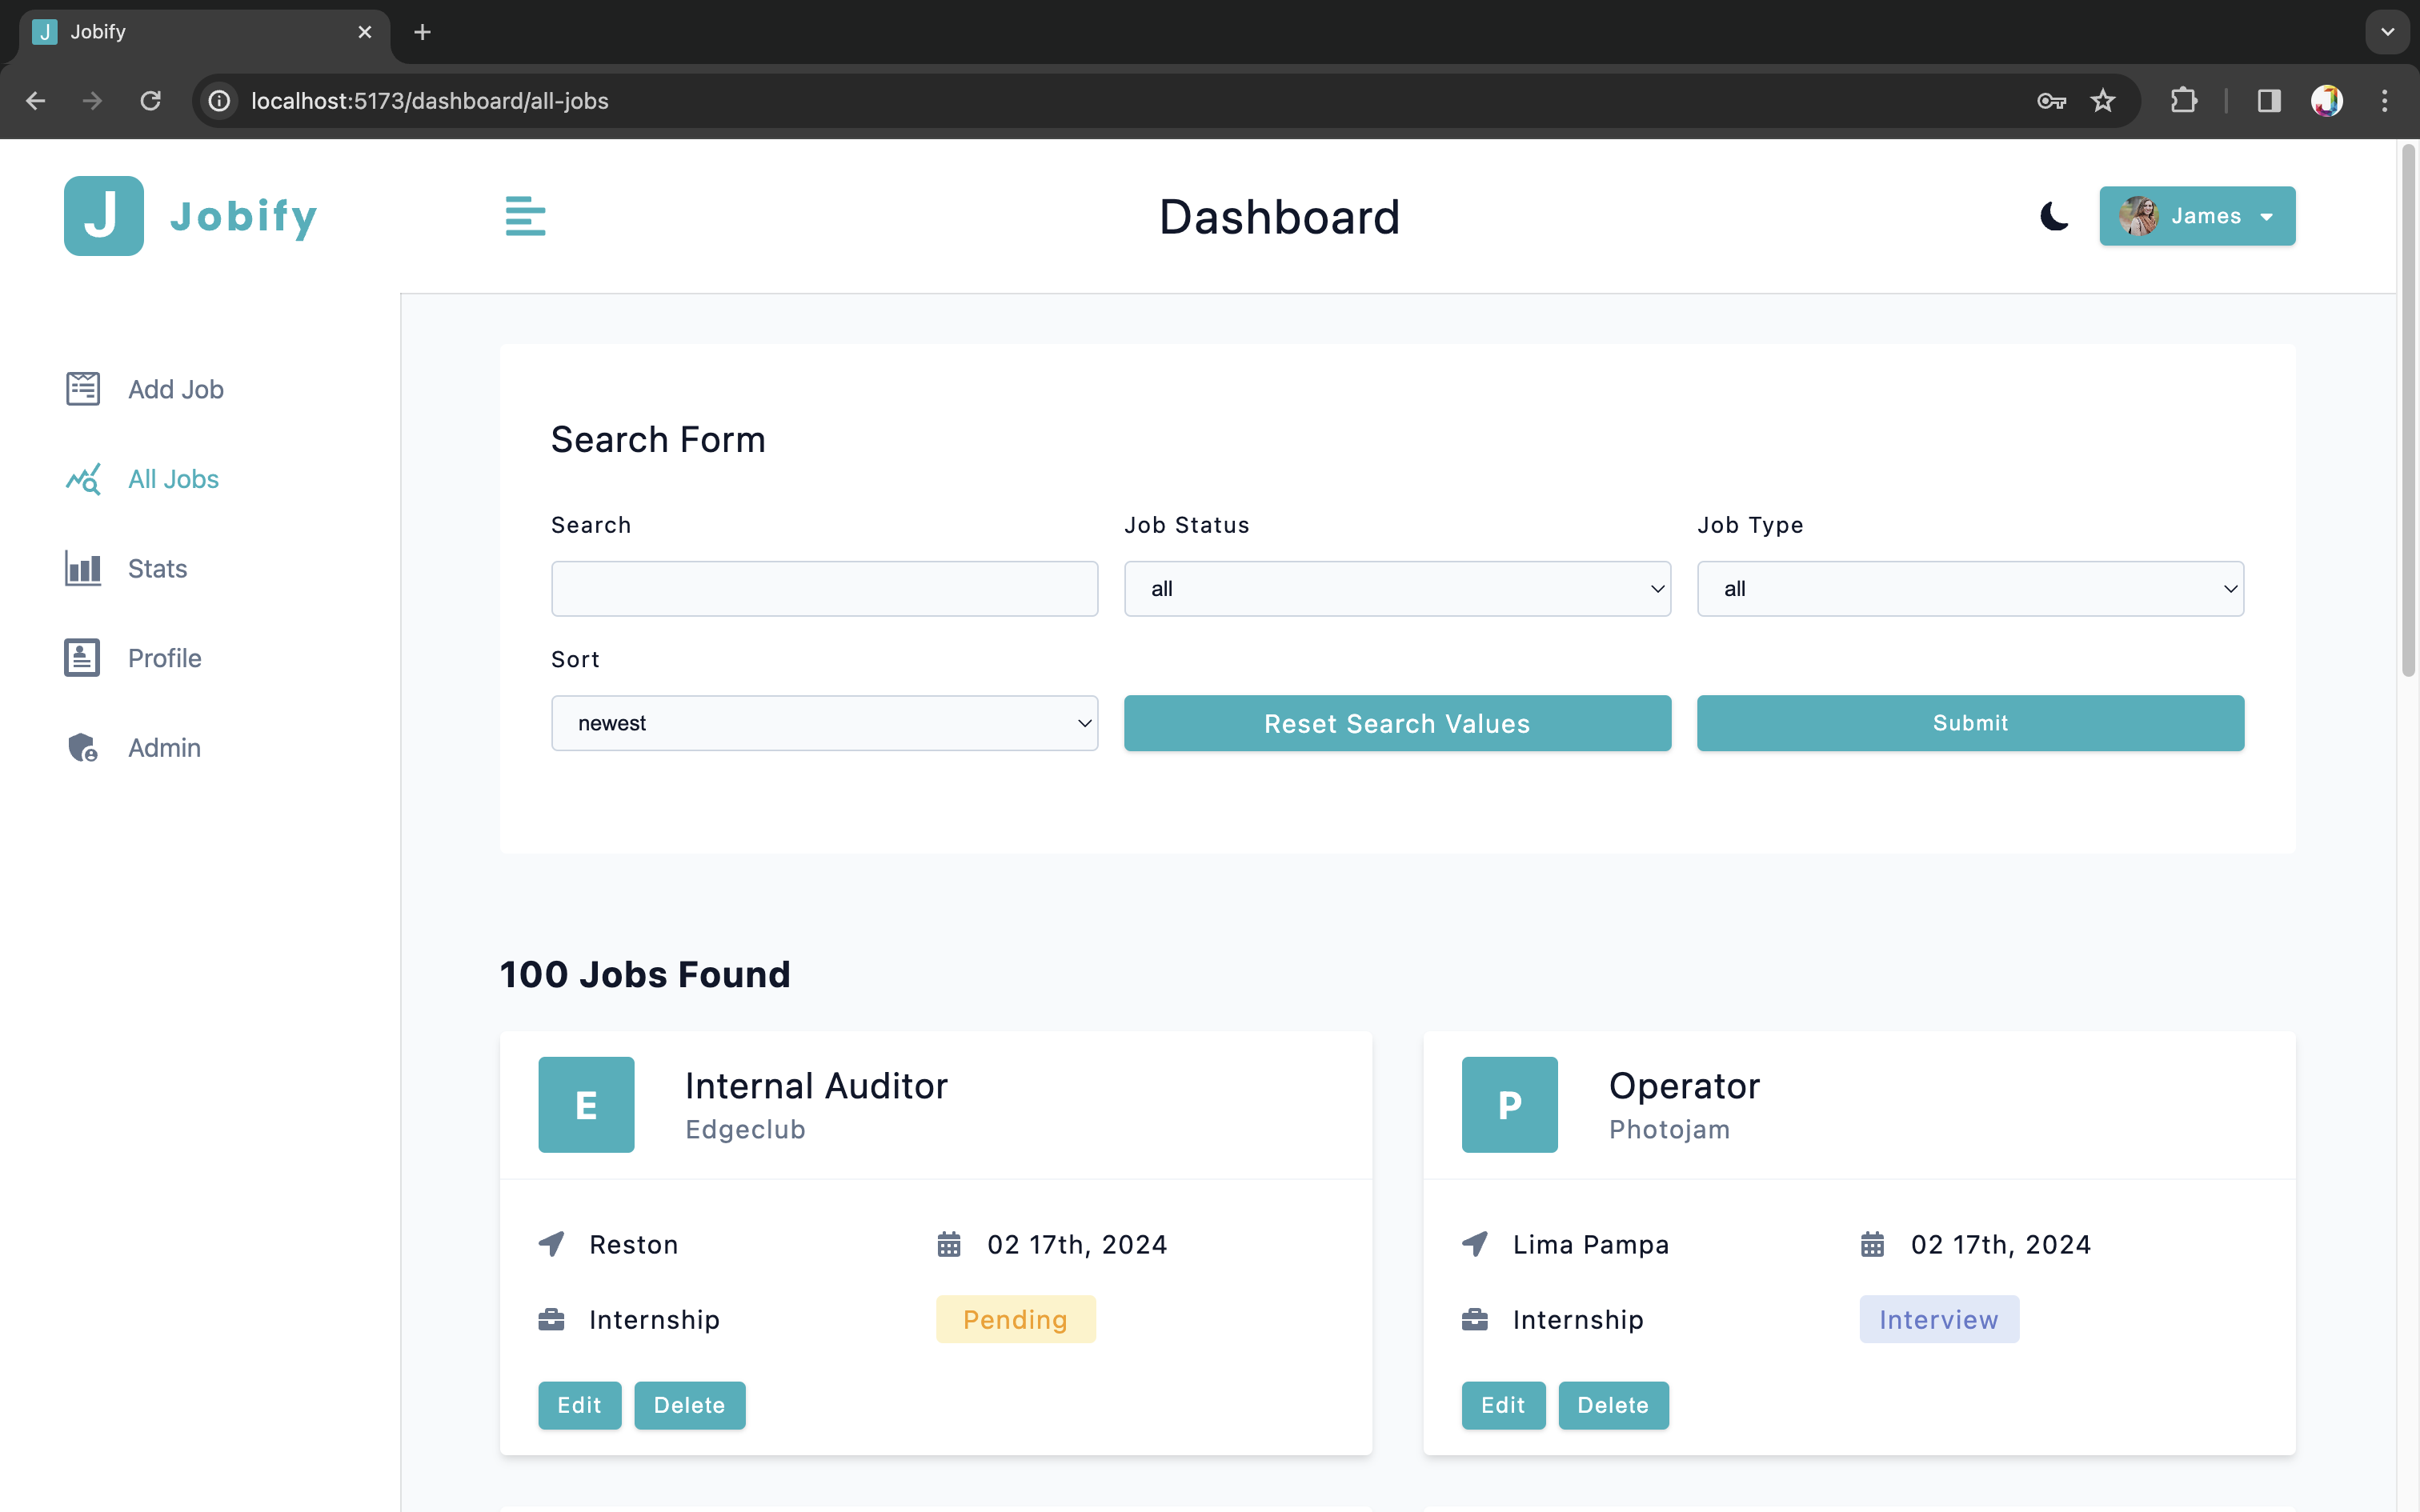 J Jobify
localhost:5173/dashboard/all-jobs
J Jobify
Dashboard
James
Add Job
All Jobs
Stats
Profile
Admin
Search Form
Search
Job Status
Job Type
all
all
Sort
newest
Reset Search Values
Submit
100 Jobs Found
E
Internal Auditor
Edgeclub
Reston
02 17th, 2024
Internship
Pending
Edit
Delete
P
Operator
Photojam
Lima Pampa
02 17th, 2024
Internship
Interview
Edit
Delete